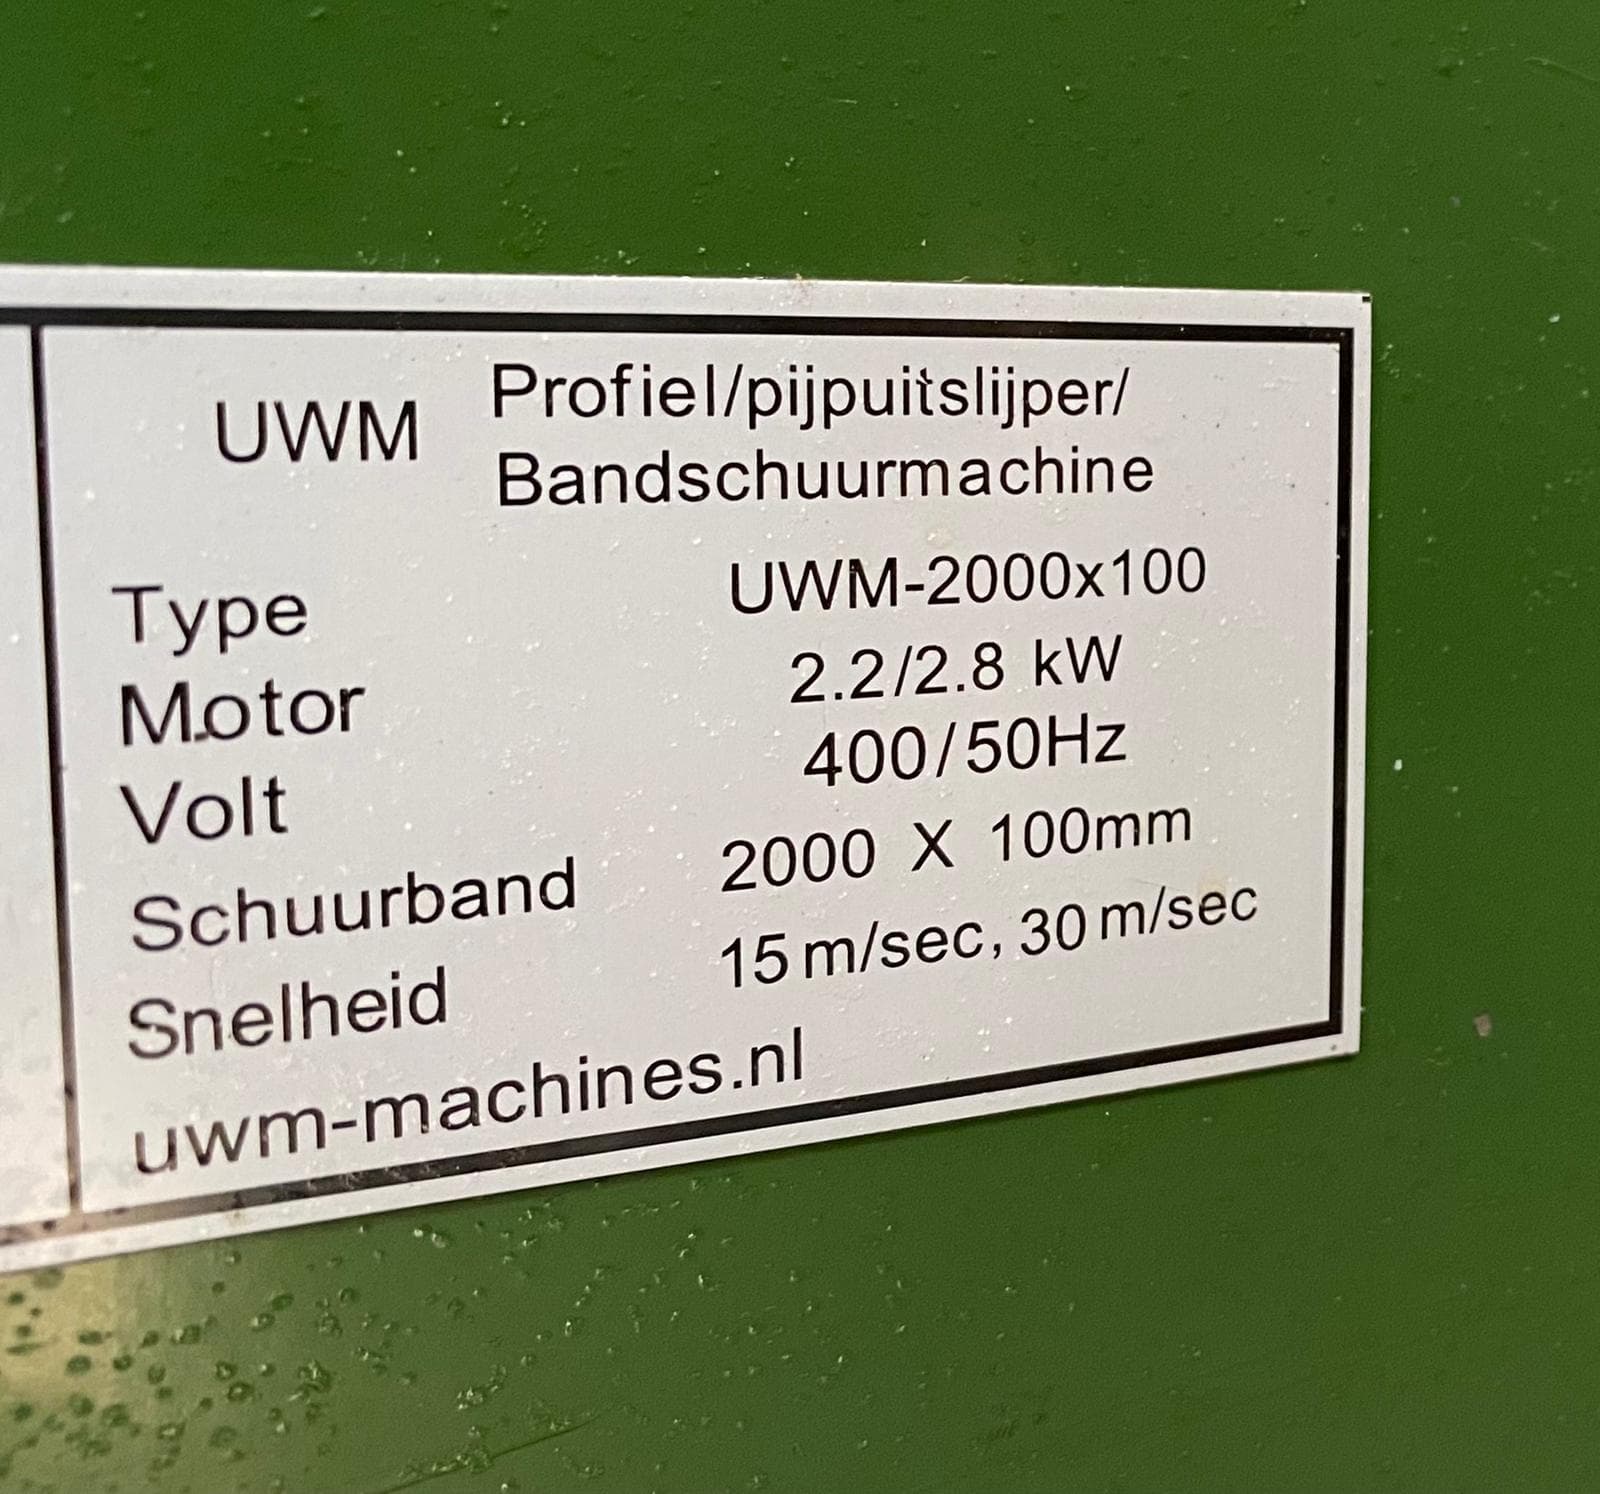 UWM Profiel/pijpuitslijper/
Bandschuurmachine
Type UWM-2000x100
Motor 2.2/2.8 kW
Volt 400/50Hz
Schuurband 2000 X 100mm
Snelheid 15 m/sec, 30 m/sec
uwm-machines.nl